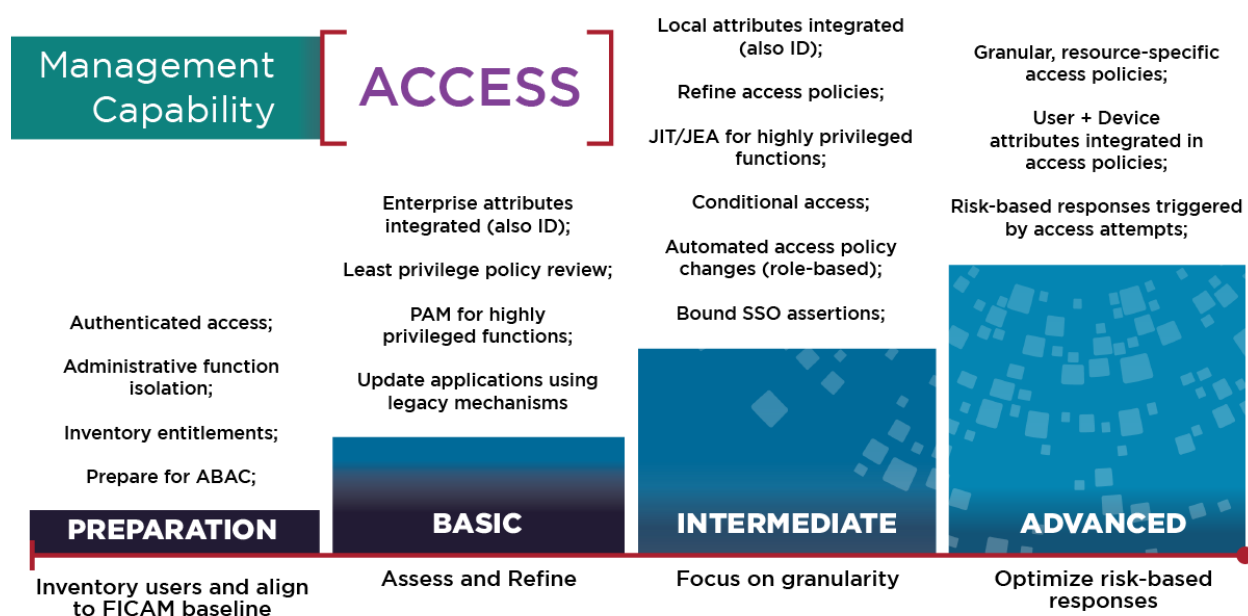 Management
Capability
ACCESS
Authenticated access;
Administrative function
isolation;
Inventory entitlements;
Prepare for ABAC;
PREPARATION
Inventory users and align
to FICAM baseline
Enterprise attributes
integrated (also ID);
Least privilege policy review;
PAM for highly
privileged functions;
Update applications using
legacy mechanisms
BASIC
Assess and Refine
Local attributes integrated
(also ID);
Refine access policies;
JIT/JEA for highly privileged
functions;
Conditional access;
Automated access policy
changes (role-based);
Bound SSO assertions;
INTERMEDIATE
Focus on granularity
Granular, resource-specific
access policies;
User + Device
attributes integrated in
access policies;
Risk-based responses triggered
by access attempts;
ADVANCED
Optimize risk-based
responses